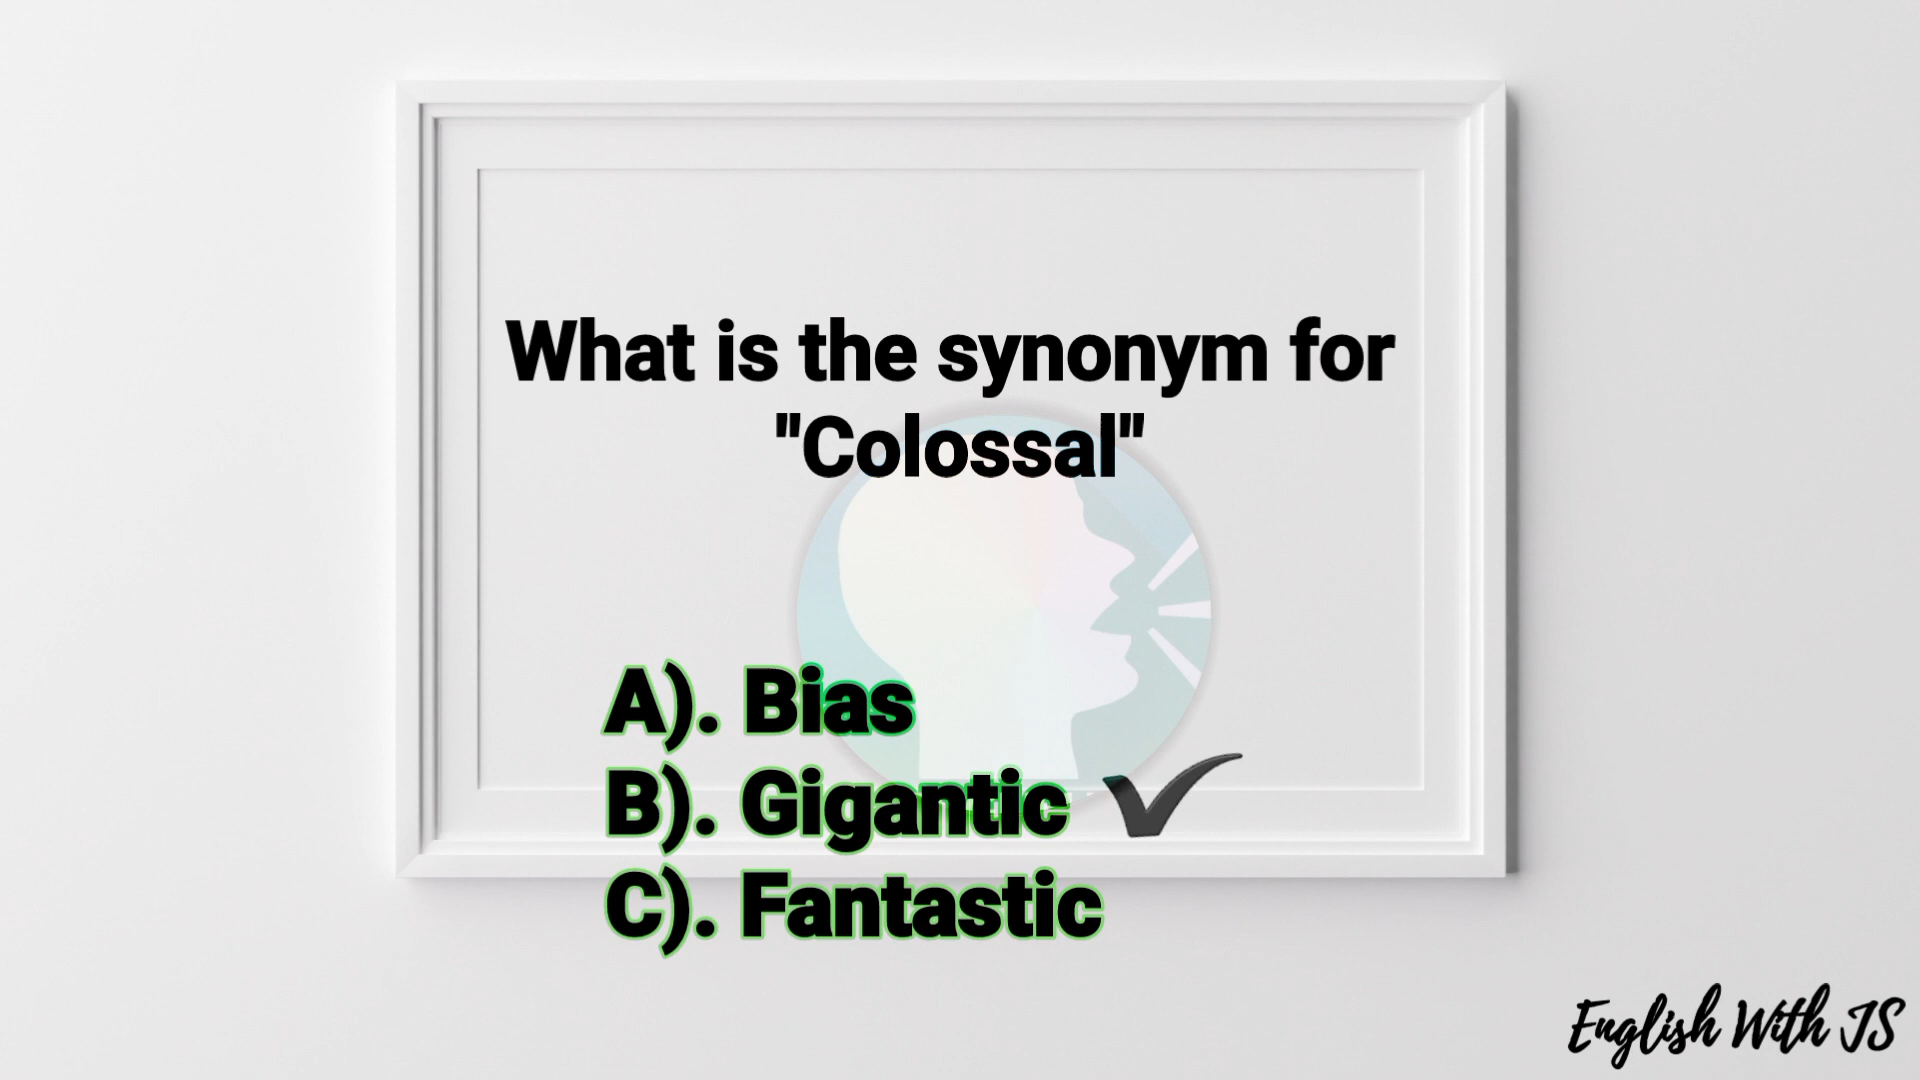 What is the synonym for
"Colossal"
A). Bias
B). Gigantic
C). Fantastic
English With JS